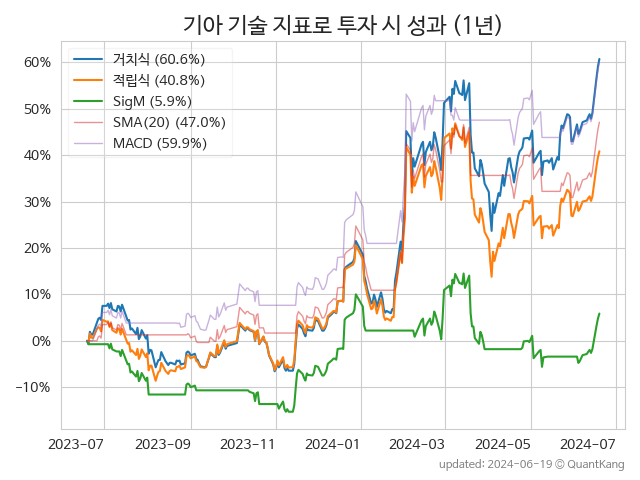 기아 기술 지표로 투자 시 성과 (1년)
거치식 (60.6%)
적립식 (40.8%)
SigM (5.9%)
SMA(20) (47.0%)
MACD (59.9%)
60%
50%
40%
30%
20%
10%
0%
−10%
2023-07 2023-09 2023-11 2024-01 2024-03 2024-05 2024-07
updated: 2024-06-19 ⓒ QuantKang